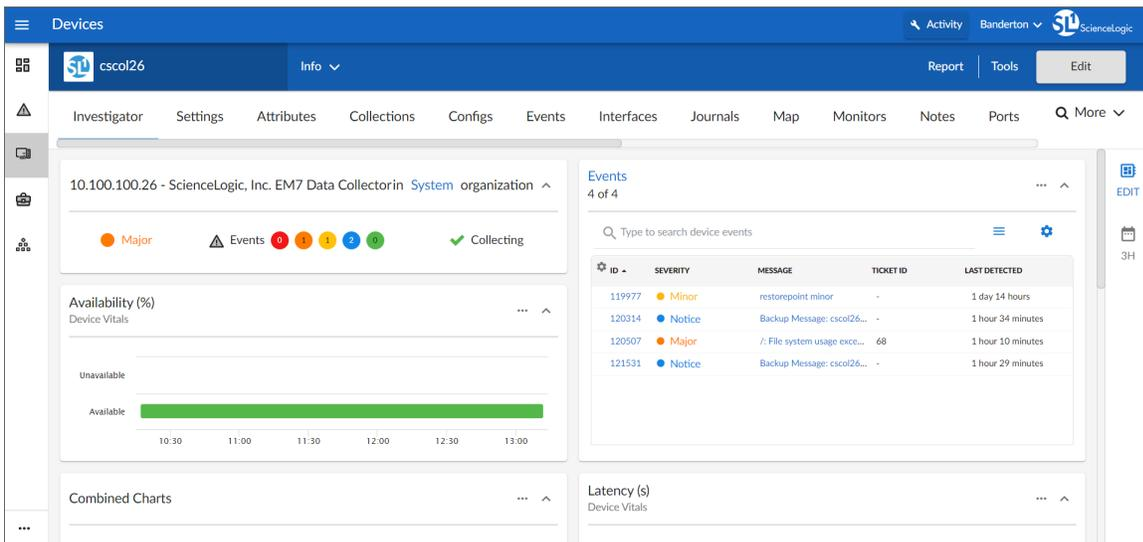 Devices
Activity
Banderton
SL1 ScienceLogic
SL1
cscol26
Info
Report
Tools
Edit
Investigator Settings Attributes Collections Configs Events Interfaces Journals Map Monitors Notes Ports More
10.100.100.26 - ScienceLogic, Inc. EM7 Data Collectorin System organization
Major Events 0 1 1 2 0 Collecting
Availability (%)
Device Vitals
Unavailable
Available
10:30 11:00 11:30 12:00 12:30 13:00
Combined Charts
Events
4 of 4
Type to search device events
ID SEVERITY MESSAGE TICKET ID LAST DETECTED
119977 Minor restorepoint minor - 1 day 14 hours
120314 Notice Backup Message: cscol26... - 1 hour 34 minutes
120507 Major /: File system usage exce... 68 1 hour 10 minutes
121531 Notice Backup Message: cscol26... - 1 hour 29 minutes
Latency (s)
Device Vitals
EDIT
3H